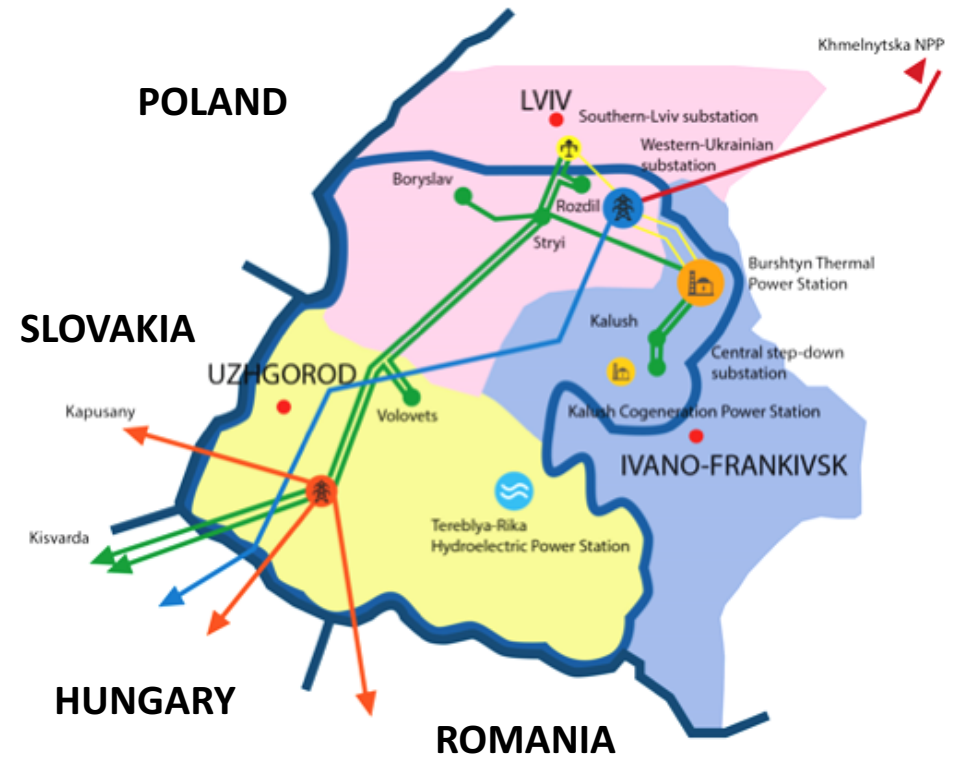 Khmelnytska NPP
POLAND
LVIV
Southern-Lviv substation
Western-Ukrainian
substation
Boryslav
Rozdil
Stryi
Burshtyn Thermal
Power Station
SLOVAKIA
Kalush
Central step-down
substation
UZHGOROD
Kapusany
Volovets
Kalush Cogeneration Power Station
IVANO-FRANKIVSK
Kisvarda
Tereblya-Rika
Hydroelectric Power Station
HUNGARY
ROMANIA